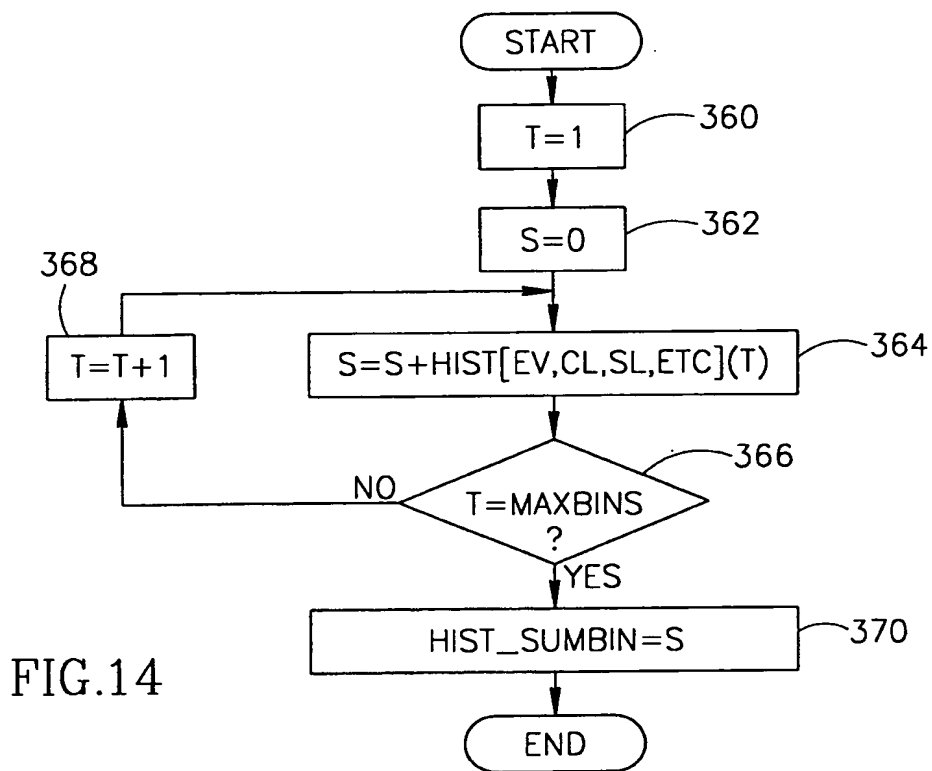 START
T=1
360
S=0
362
368
T=T+1
S=S+HIST[EV,CL,SL,ETC](T)
364
366
NO
T=MAXBINS
?
YES
HIST_SUMBIN=S
370
FIG.14
END